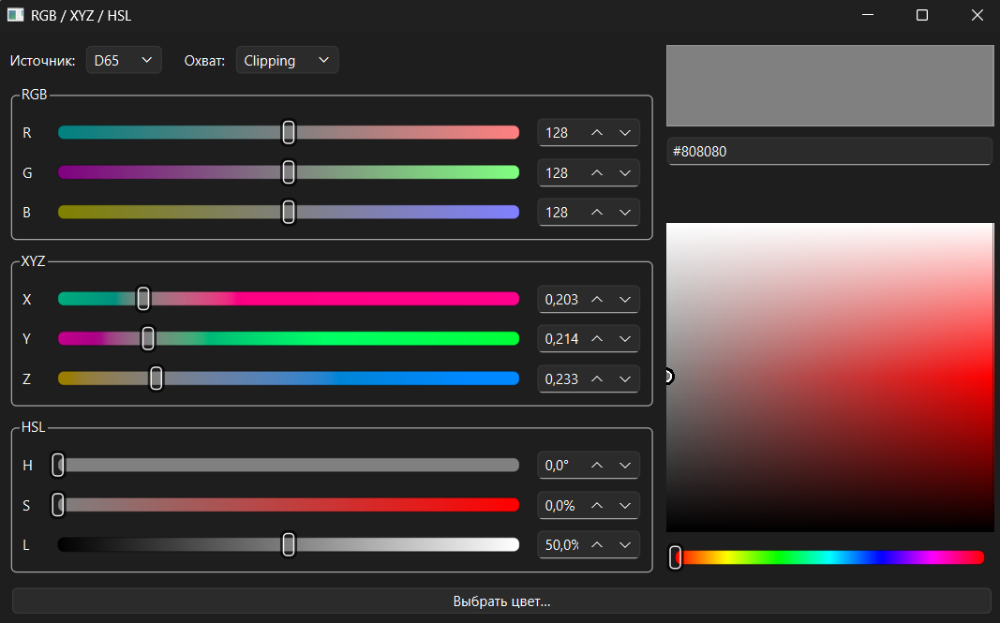 RGB / XYZ / HSL
Источник: D65 Охват: Clipping
RGB
R 128
G 128
B 128
XYZ
X 0,203
Y 0,214
Z 0,233
HSL
H 0,0°
S 0,0%
L 50,0%
#808080
Выбрать цвет...